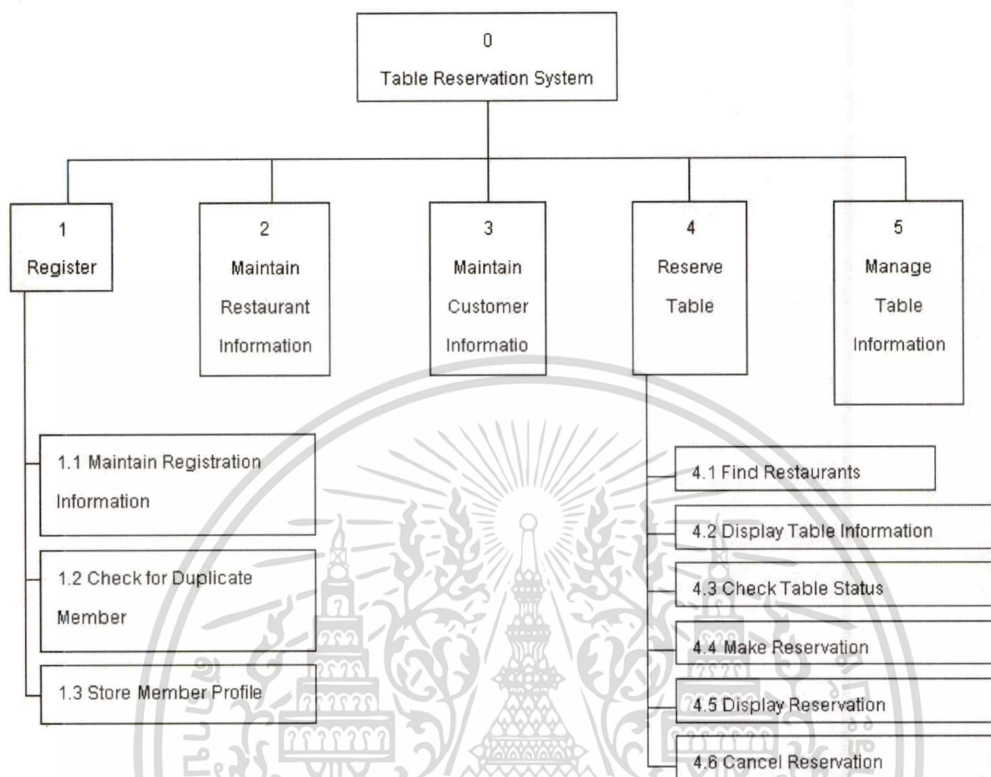 0
Table Reservation System
1
Register
2
Maintain
Restaurant
Information
3
Maintain
Customer
Informatio
4
Reserve
Table
5
Manage
Table
Information
1.1 Maintain Registration
Information
1.2 Check for Duplicate
Member
1.3 Store Member Profile
4.1 Find Restaurants
4.2 Display Table Information
4.3 Check Table Status
4.4 Make Reservation
4.5 Display Reservation
4.6 Cancel Reservation